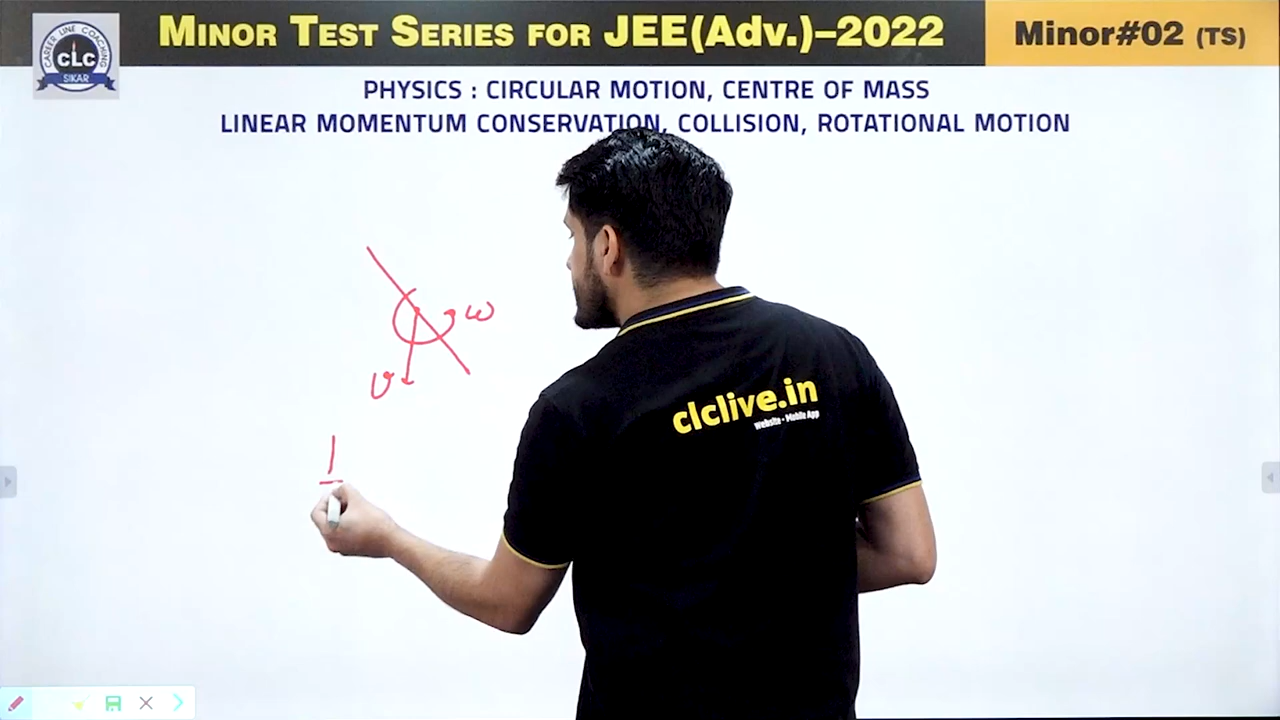 MINOR TEST SERIES FOR JEE(Adv.)–2022
Minor#02 (TS)
CAREER LINE COACHING
CLC
SIKAR
PHYSICS : CIRCULAR MOTION, CENTRE OF MASS
LINEAR MOMENTUM CONSERVATION, COLLISION, ROTATIONAL MOTION
ω
v
1
clclive.in
Website - Mobile App